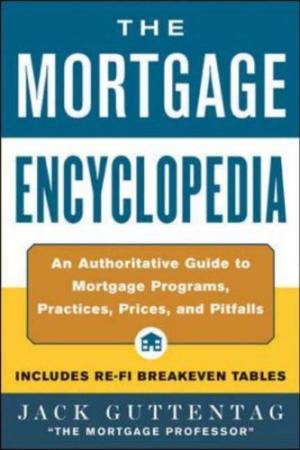 THE
MORTGAGE
ENCYCLOPEDIA
An Authoritative Guide to
Mortgage Programs,
Practices, Prices, and Pitfalls
INCLUDES RE-FI BREAKEVEN TABLES
JACK GUTTENTAG
"THE MORTGAGE PROFESSOR"